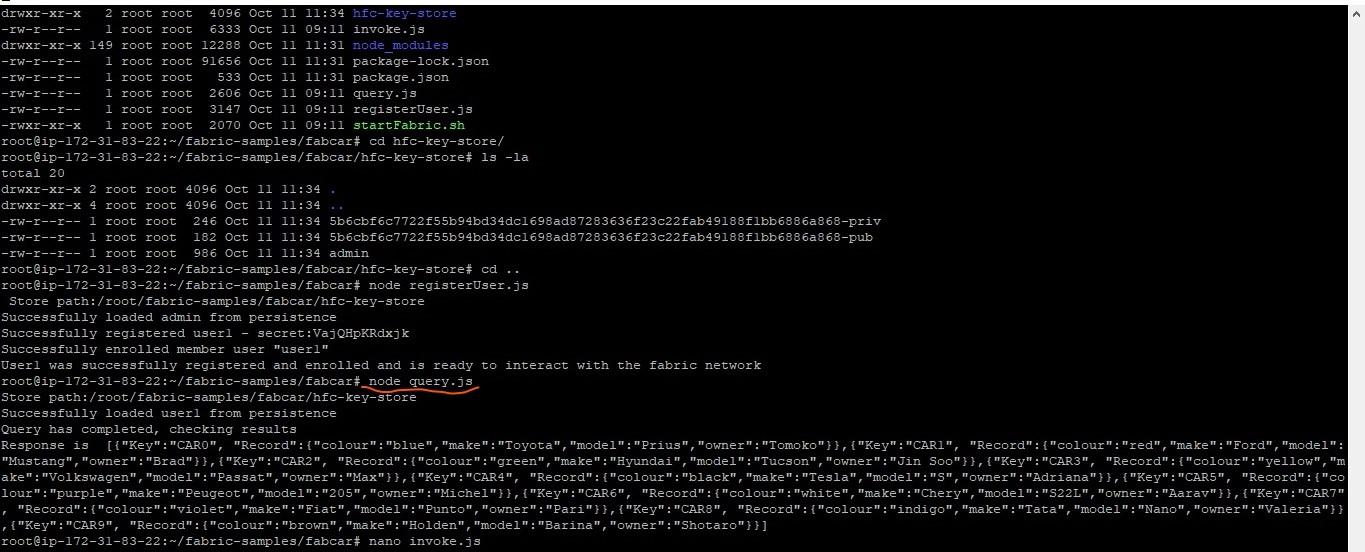 drwxr-xr-x   2 root root  4096 Oct 11 11:34 hfc-key-store
-rw-r--r--   1 root root  6333 Oct 11 09:11 invoke.js
drwxr-xr-x 149 root root 12288 Oct 11 11:31 node_modules
-rw-r--r--   1 root root 91656 Oct 11 11:31 package-lock.json
-rw-r--r--   1 root root   533 Oct 11 09:11 package.json
-rw-r--r--   1 root root  2606 Oct 11 09:11 query.js
-rw-r--r--   1 root root  3147 Oct 11 09:11 registerUser.js
-rwxr-xr-x   1 root root  2070 Oct 11 09:11 startFabric.sh
root@ip-172-31-83-22:~/fabric-samples/fabcar# cd hfc-key-store/
root@ip-172-31-83-22:~/fabric-samples/fabcar/hfc-key-store# ls -la
total 20
drwxr-xr-x 2 root root 4096 Oct 11 11:34 .
drwxr-xr-x 4 root root 4096 Oct 11 11:34 ..
-rw-r--r-- 1 root root  246 Oct 11 11:34 5b6cbf6c7722f55b94bd34dc1698ad87283636f23c22fab49188f1bb6886a868-priv
-rw-r--r-- 1 root root  182 Oct 11 11:34 5b6cbf6c7722f55b94bd34dc1698ad87283636f23c22fab49188f1bb6886a868-pub
-rw-r--r-- 1 root root  986 Oct 11 11:34 admin
root@ip-172-31-83-22:~/fabric-samples/fabcar/hfc-key-store# cd ..
root@ip-172-31-83-22:~/fabric-samples/fabcar# node registerUser.js
 Store path:/root/fabric-samples/fabcar/hfc-key-store
Successfully loaded admin from persistence
Successfully registered user1 - secret:VajQHpKRdxjk
Successfully enrolled member user "user1"
User1 was successfully registered and enrolled and is ready to interact with the fabric network
root@ip-172-31-83-22:~/fabric-samples/fabcar# node query.js
Store path:/root/fabric-samples/fabcar/hfc-key-store
Successfully loaded user1 from persistence
Query has completed, checking results
Response is  [{"Key":"CAR0", "Record":{"colour":"blue","make":"Toyota","model":"Prius","owner":"Tomoko"}},{"Key":"CAR1", "Record":{"colour":"red","make":"Ford","model":
"Mustang","owner":"Brad"}},{"Key":"CAR2", "Record":{"colour":"green","make":"Hyundai","model":"Tucson","owner":"Jin Soo"}},{"Key":"CAR3", "Record":{"colour":"yellow","m
ake":"Volkswagen","model":"Passat","owner":"Max"}},{"Key":"CAR4", "Record":{"colour":"black","make":"Tesla","model":"S","owner":"Adriana"}},{"Key":"CAR5", "Record":{"co
lour":"purple","make":"Peugeot","model":"205","owner":"Michel"}},{"Key":"CAR6", "Record":{"colour":"white","make":"Chery","model":"S22L","owner":"Aarav"}},{"Key":"CAR7"
, "Record":{"colour":"violet","make":"Fiat","model":"Punto","owner":"Pari"}},{"Key":"CAR8", "Record":{"colour":"indigo","make":"Tata","model":"Nano","owner":"Valeria"}}
,{"Key":"CAR9", "Record":{"colour":"brown","make":"Holden","model":"Barina","owner":"Shotaro"}}]
root@ip-172-31-83-22:~/fabric-samples/fabcar# nano invoke.js